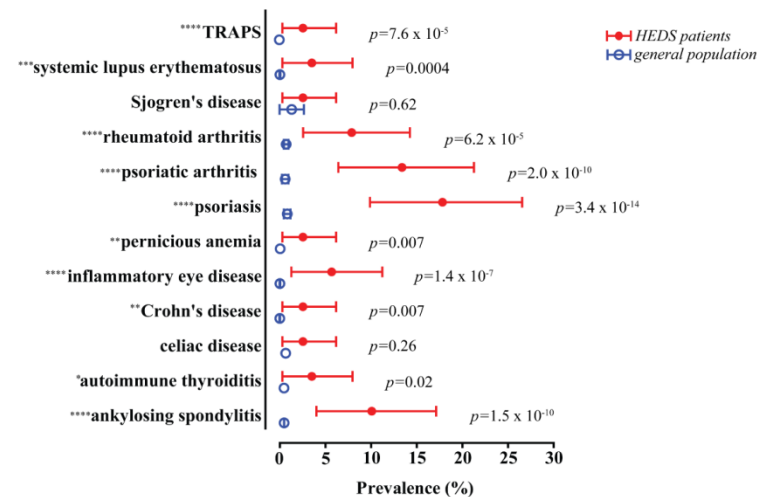 ****TRAPS
p=7.6 x 10⁻⁵
HEDS patients
general population
***systemic lupus erythematosus
p=0.0004
Sjogren's disease
p=0.62
****rheumatoid arthritis
p=6.2 x 10⁻⁵
****psoriatic arthritis
p=2.0 x 10⁻¹⁰
****psoriasis
p=3.4 x 10⁻¹⁴
**pernicious anemia
p=0.007
****inflammatory eye disease
p=1.4 x 10⁻⁷
**Crohn's disease
p=0.007
celiac disease
p=0.26
*autoimmune thyroiditis
p=0.02
****ankylosing spondylitis
p=1.5 x 10⁻¹⁰
0 5 10 15 20 25 30
Prevalence (%)